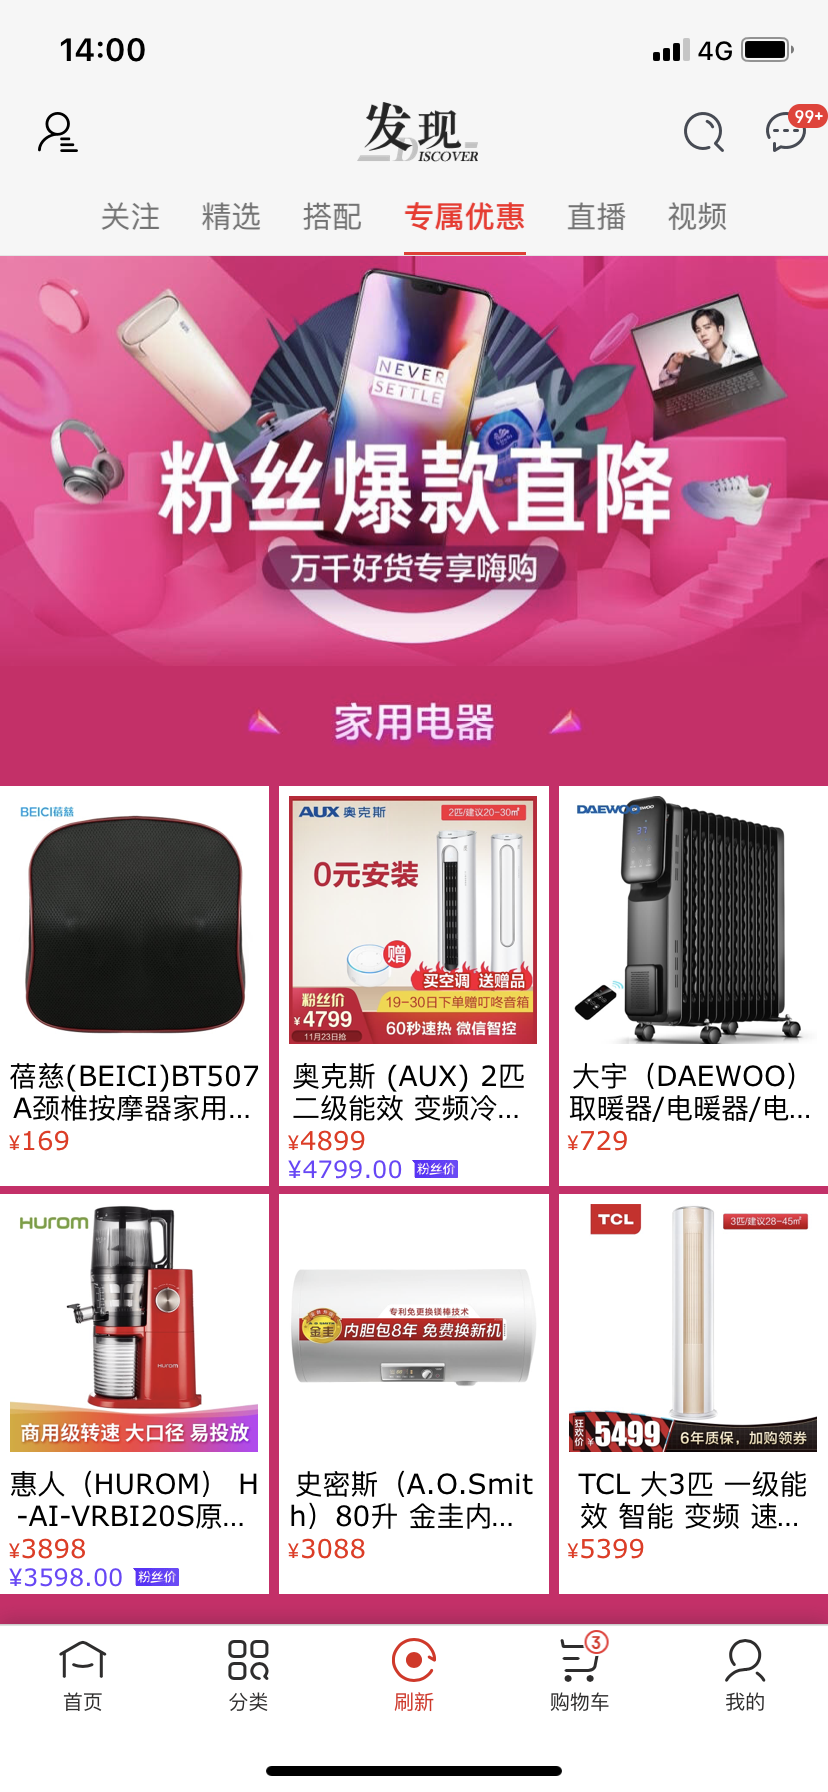 14:00
4G
发现
DISCOVER
99+
关注 精选 搭配 专属优惠 直播 视频
NEVER
SETTLE
粉丝爆款直降
万千好货专享嗨购
家用电器
BEICI蓓慈
蓓慈(BEICI)BT507
A颈椎按摩器家用...
¥169
AUX 奥克斯
2匹/建议20-30㎡
0元安装
赠
买空调 送赠品
粉丝价
¥4799
11月23日抢
19-30日下单赠叮咚音箱
60秒速热 微信智控
奥克斯 (AUX) 2匹
二级能效 变频冷...
¥4899
¥4799.00 粉丝价
DAEWOO
大宇（DAEWOO）
取暖器/电暖器/电...
¥729
HUROM
HUROM
商用级转速 大口径 易投放
惠人（HUROM） H
-AI-VRBI20S原...
¥3898
¥3598.00 粉丝价
专利免更换镁棒技术
金圭 内胆包8年 免费换新机
史密斯（A.O.Smit
h）80升 金圭内...
¥3088
TCL
3匹/建议28-45㎡
狂欢价 ¥5499
6年质保，加购领券
TCL 大3匹 一级能
效 智能 变频 速...
¥5399
首页 分类 刷新 购物车 我的
3